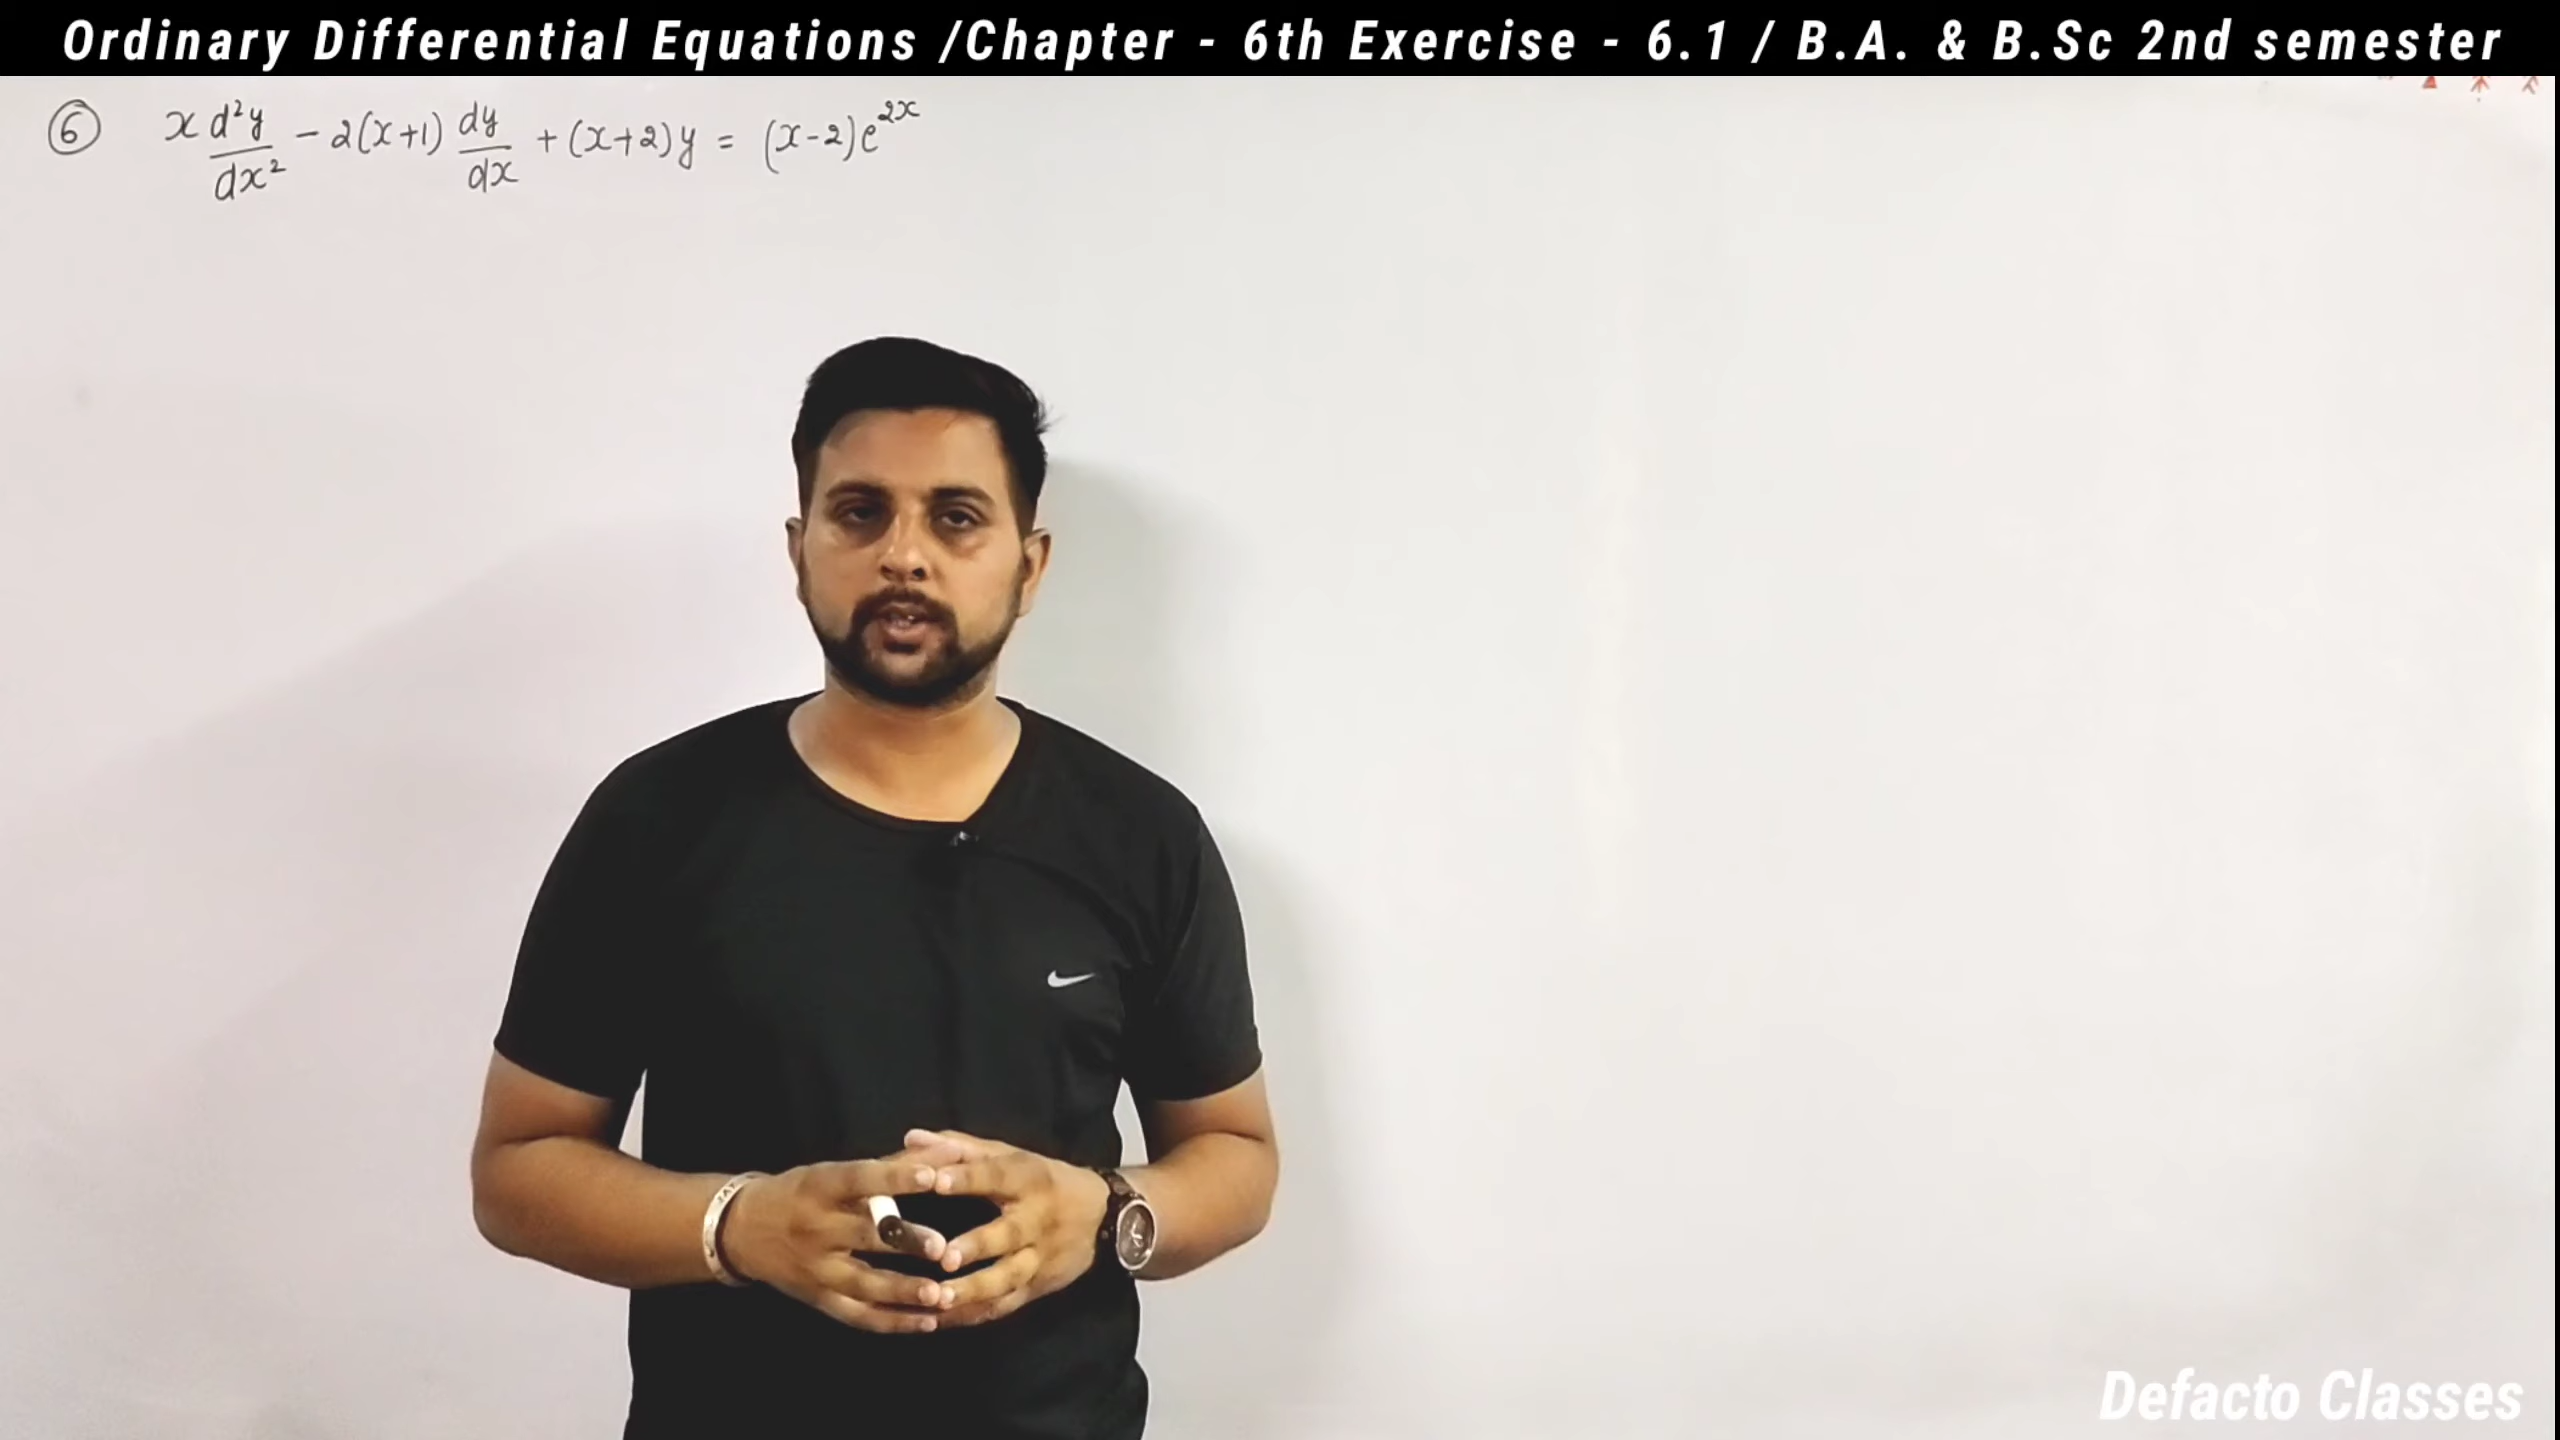 Ordinary Differential Equations /Chapter - 6th Exercise - 6.1 / B.A. & B.Sc 2nd semester
⑥ x d²y/dx² - 2(x+1) dy/dx + (x+2)y = (x-2)e^2x
Defacto Classes